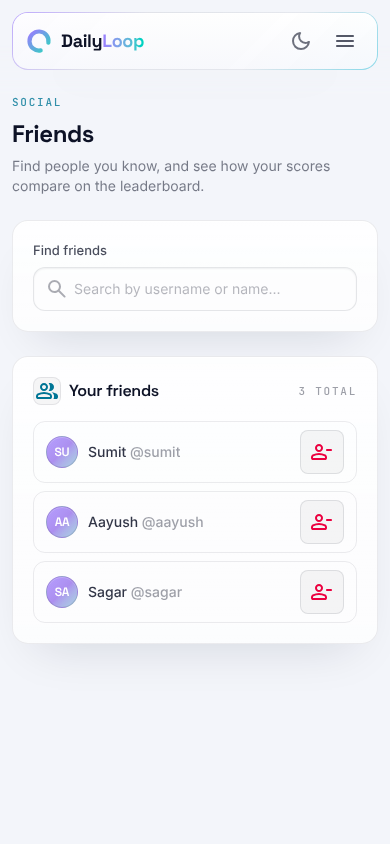 DailyLoop
SOCIAL
Friends
Find people you know, and see how your scores
compare on the leaderboard.
Find friends
Search by username or name...
Your friends
3 TOTAL
SU
Sumit @sumit
AA
Aayush @aayush
SA
Sagar @sagar